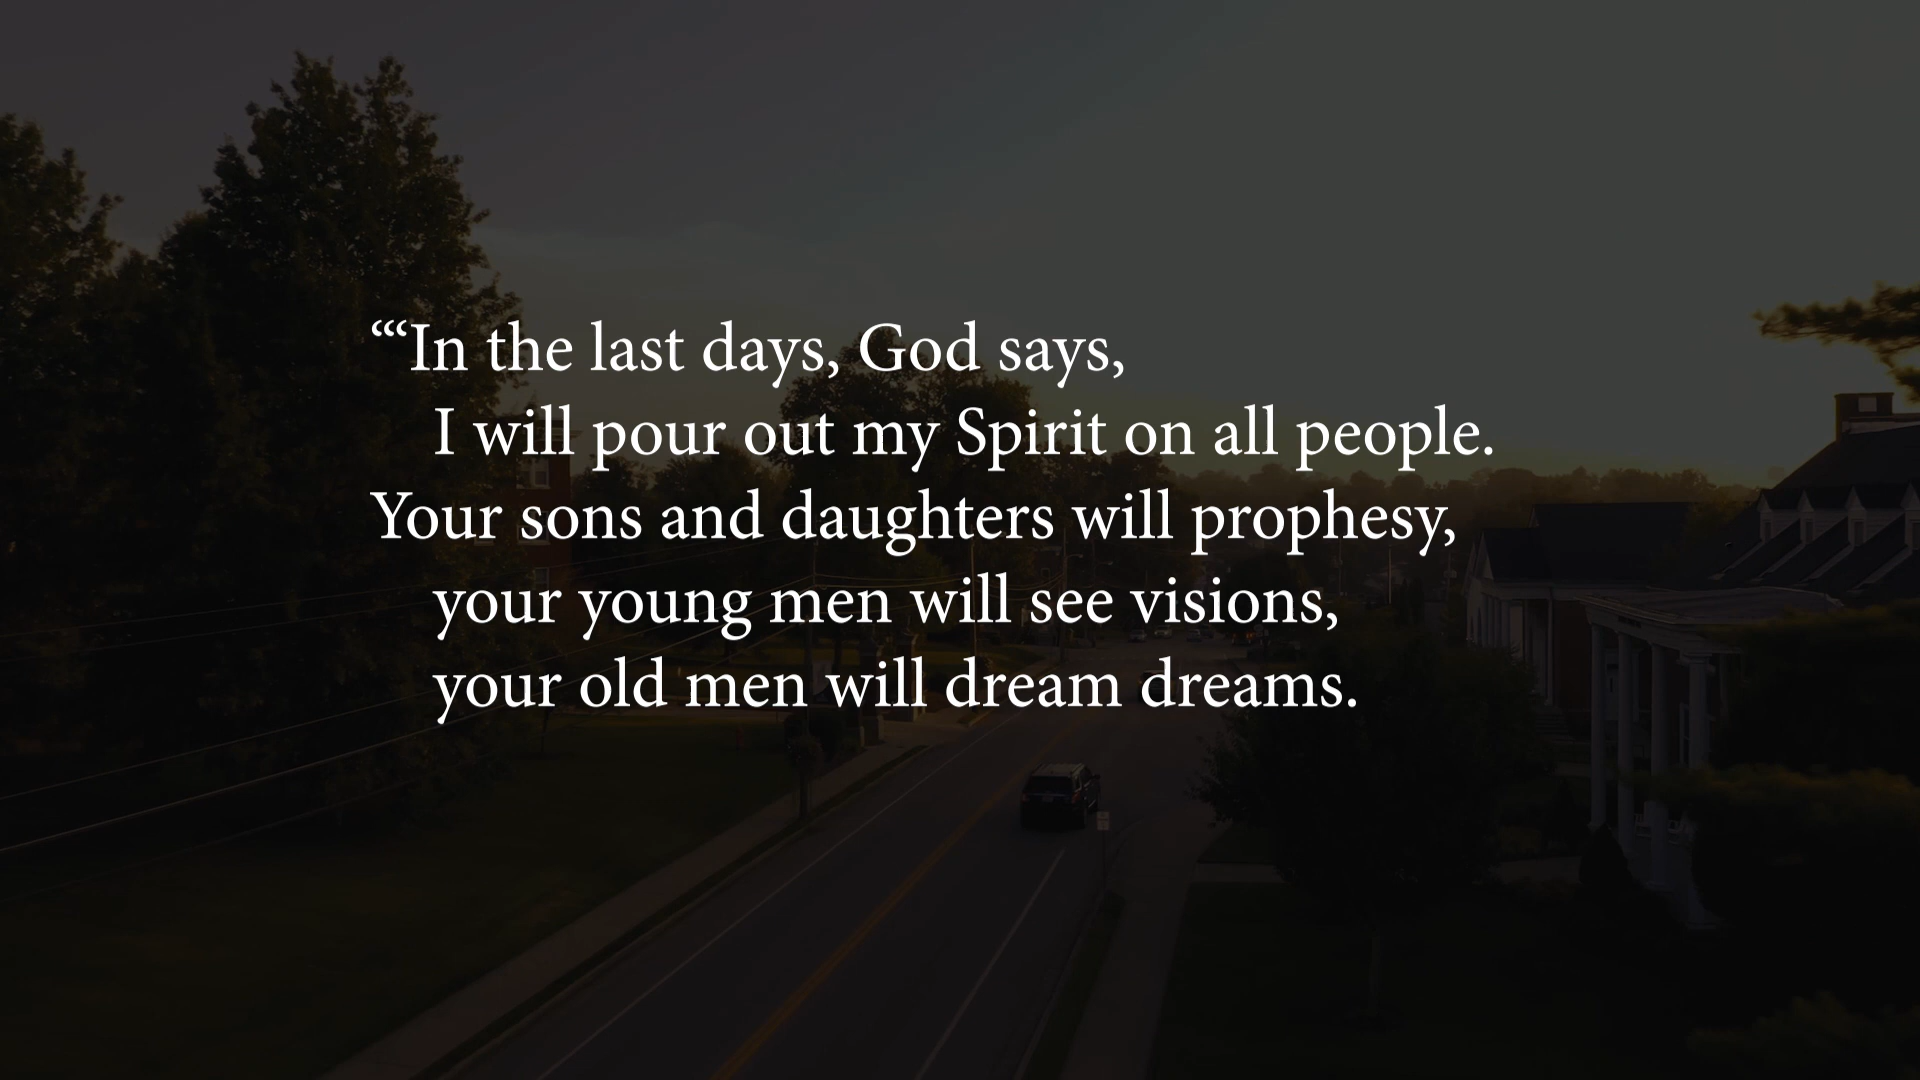 “‘In the last days, God says,
I will pour out my Spirit on all people.
Your sons and daughters will prophesy,
your young men will see visions,
your old men will dream dreams.